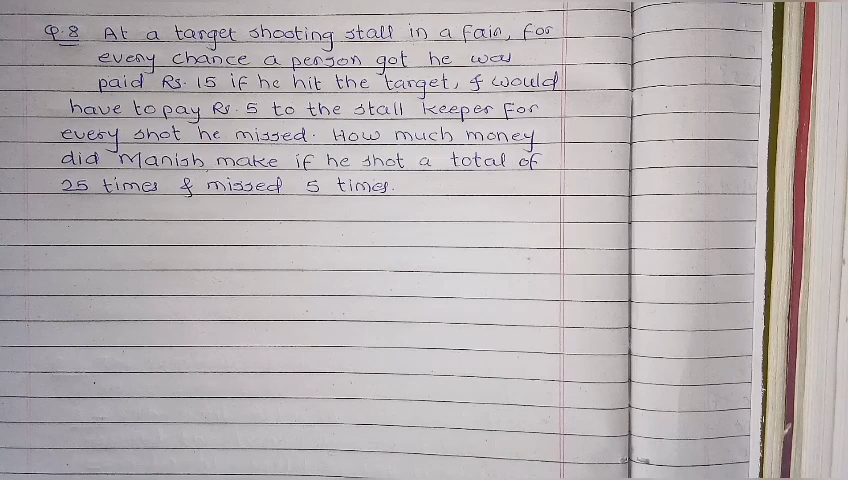 Q.8 At a target shooting stall in a fair, for
every chance a person got he was
paid Rs. 15 if he hit the target, & would
have to pay Rs. 5 to the stall keeper for
every shot he missed. How much money
did Manish make if he shot a total of
25 times & missed 5 times.